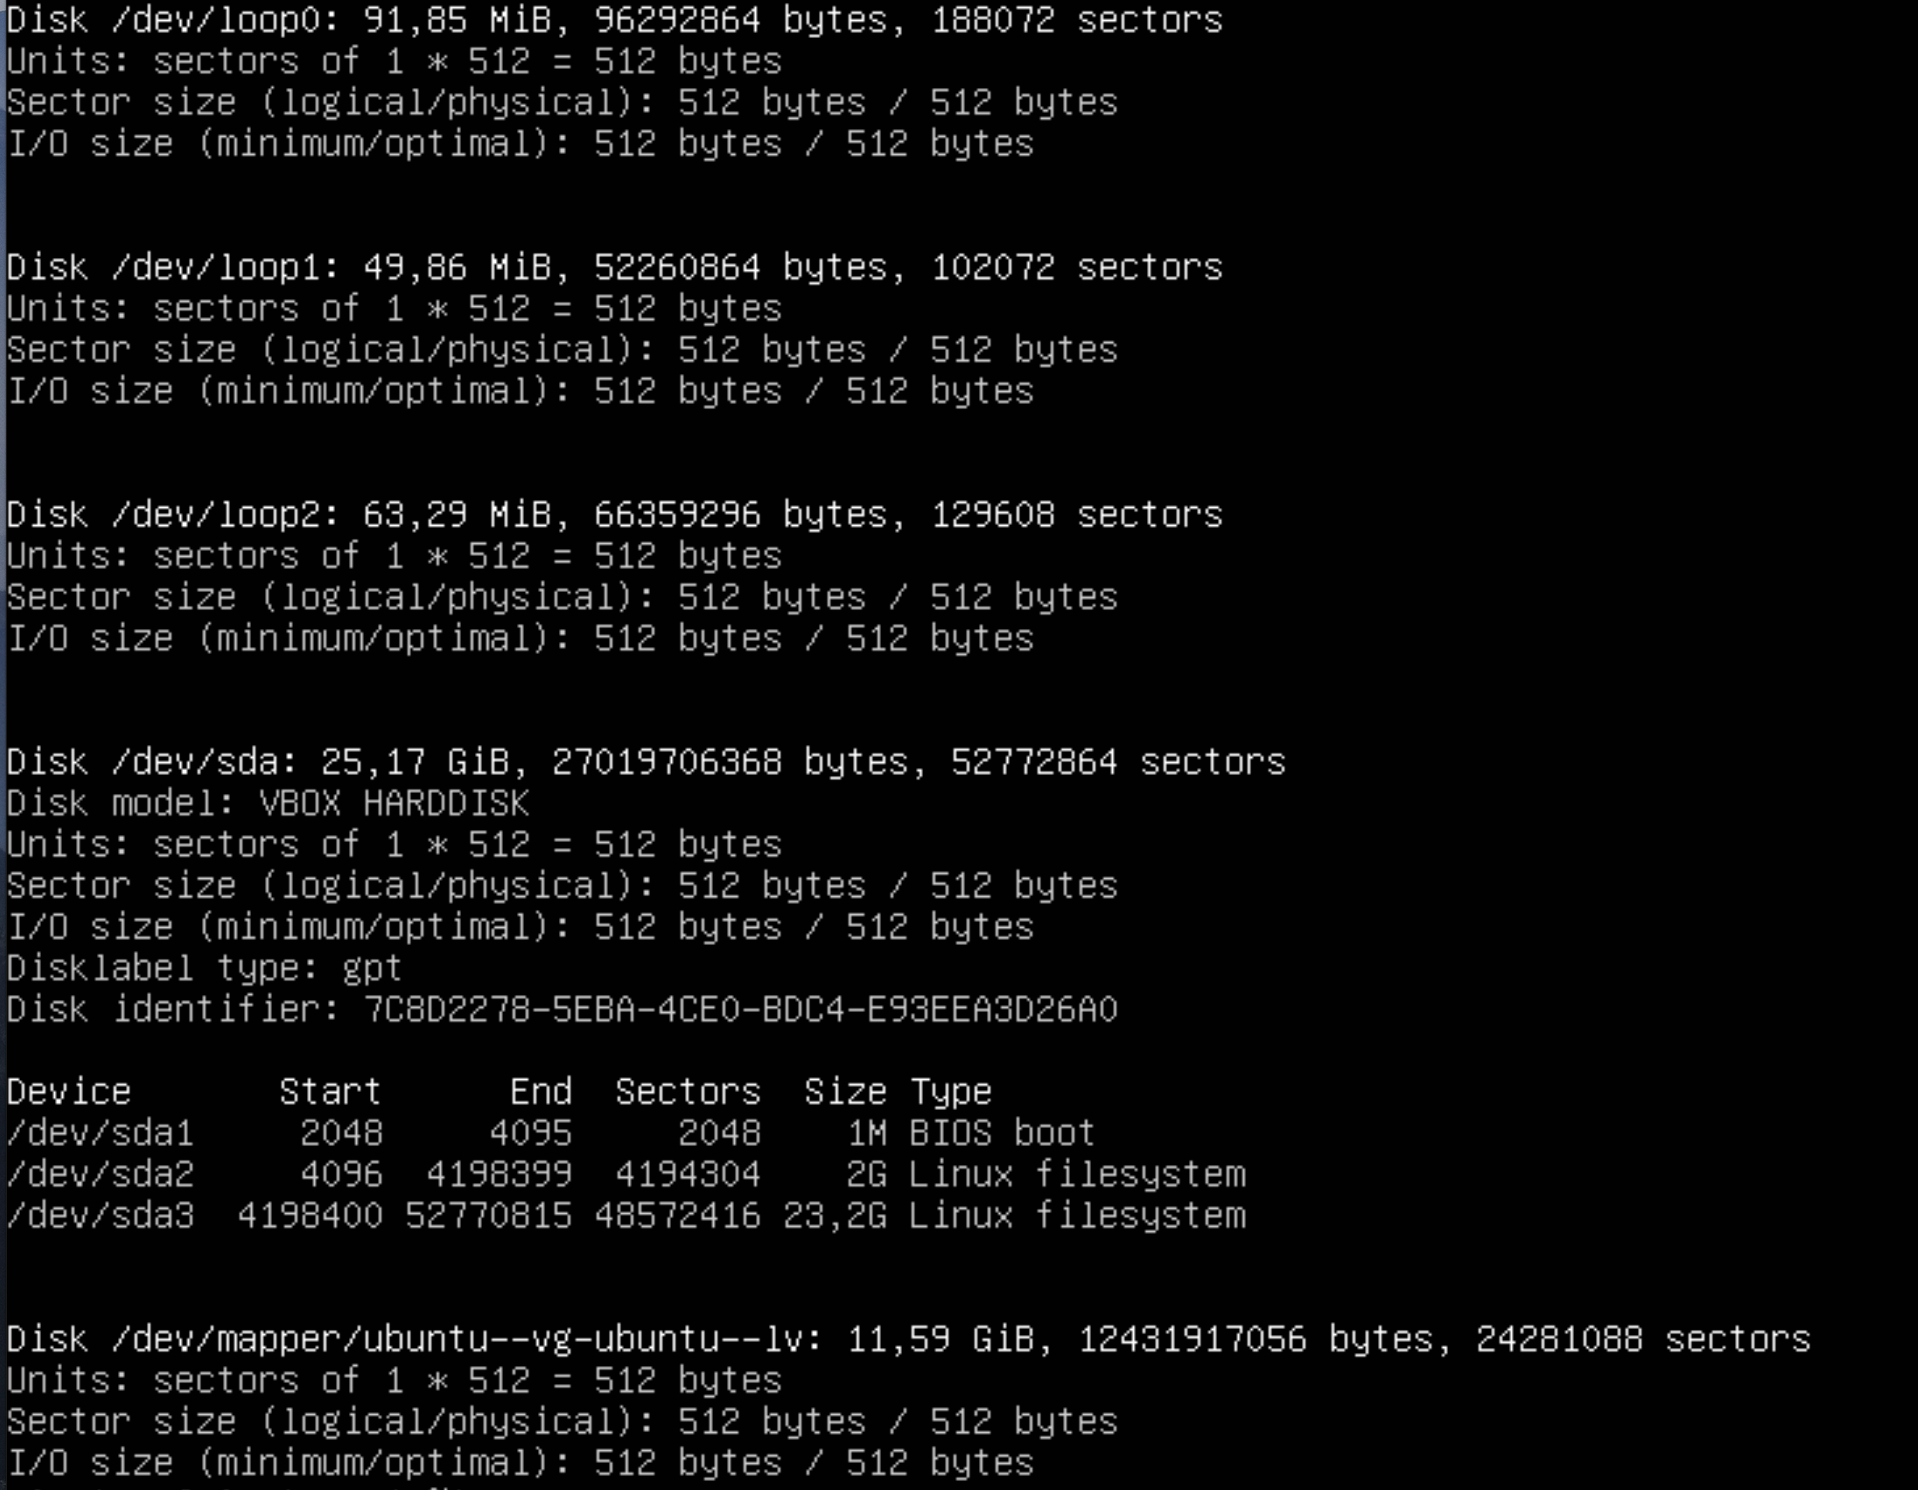 Disk /dev/loop0: 91,85 MiB, 96292864 bytes, 188072 sectors
Units: sectors of 1 * 512 = 512 bytes
Sector size (logical/physical): 512 bytes / 512 bytes
I/O size (minimum/optimal): 512 bytes / 512 bytes
Disk /dev/loop1: 49,86 MiB, 52260864 bytes, 102072 sectors
Units: sectors of 1 * 512 = 512 bytes
Sector size (logical/physical): 512 bytes / 512 bytes
I/O size (minimum/optimal): 512 bytes / 512 bytes
Disk /dev/loop2: 63,29 MiB, 66359296 bytes, 129608 sectors
Units: sectors of 1 * 512 = 512 bytes
Sector size (logical/physical): 512 bytes / 512 bytes
I/O size (minimum/optimal): 512 bytes / 512 bytes
Disk /dev/sda: 25,17 GiB, 27019706368 bytes, 52772864 sectors
Disk model: VBOX HARDDISK
Units: sectors of 1 * 512 = 512 bytes
Sector size (logical/physical): 512 bytes / 512 bytes
I/O size (minimum/optimal): 512 bytes / 512 bytes
Disklabel type: gpt
Disk identifier: 7C8D2278-5EBA-4CE0-BDC4-E93EEA3D26A0
Device Start End Sectors Size Type
/dev/sda1 2048 4095 2048 1M BIOS boot
/dev/sda2 4096 4198399 4194304 2G Linux filesystem
/dev/sda3 4198400 52770815 48572416 23,2G Linux filesystem
Disk /dev/mapper/ubuntu--vg-ubuntu--lv: 11,59 GiB, 12431917056 bytes, 24281088 sectors
Units: sectors of 1 * 512 = 512 bytes
Sector size (logical/physical): 512 bytes / 512 bytes
I/O size (minimum/optimal): 512 bytes / 512 bytes